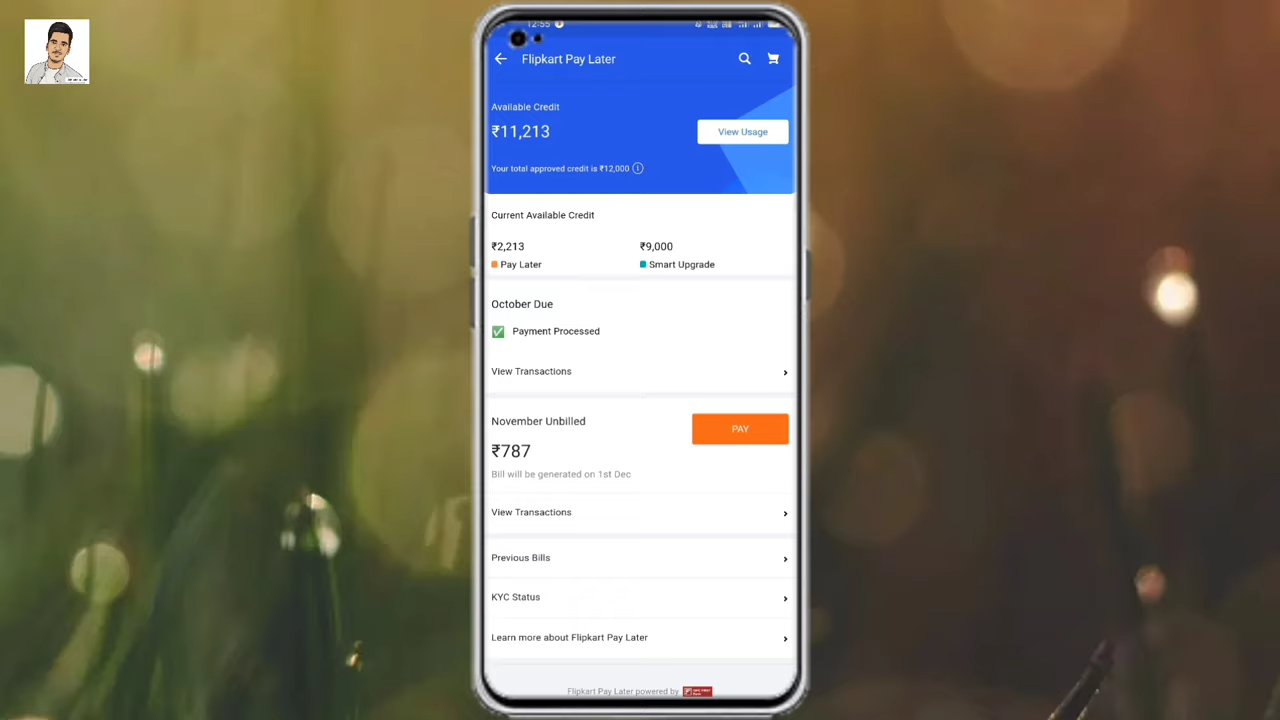 12:55
Flipkart Pay Later
Available Credit
₹11,213
View Usage
Your total approved credit is ₹12,000
Current Available Credit
₹2,213 ₹9,000
Pay Later Smart Upgrade
October Due
Payment Processed
View Transactions
November Unbilled
PAY
₹787
Bill will be generated on 1st Dec
View Transactions
Previous Bills
KYC Status
Learn more about Flipkart Pay Later
Flipkart Pay Later powered by